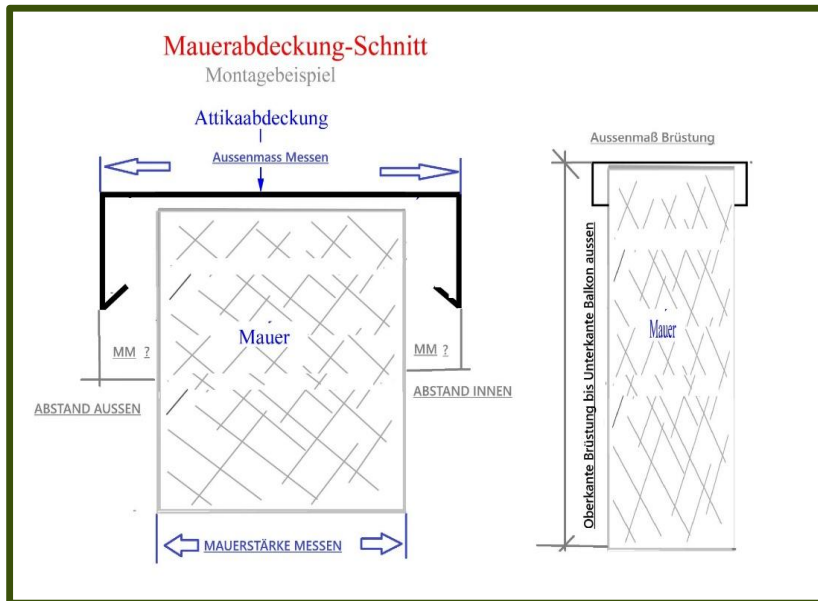 Mauerabdeckung-Schnitt
Montagebeispiel
Attikaabdeckung
Aussenmass Messen
Mauer
MM ?
MM ?
ABSTAND AUSSEN
ABSTAND INNEN
MAUERSTÄRKE MESSEN
Aussenmaß Brüstung
Oberkante Brüstung bis Unterkante Balkon aussen
Mauer